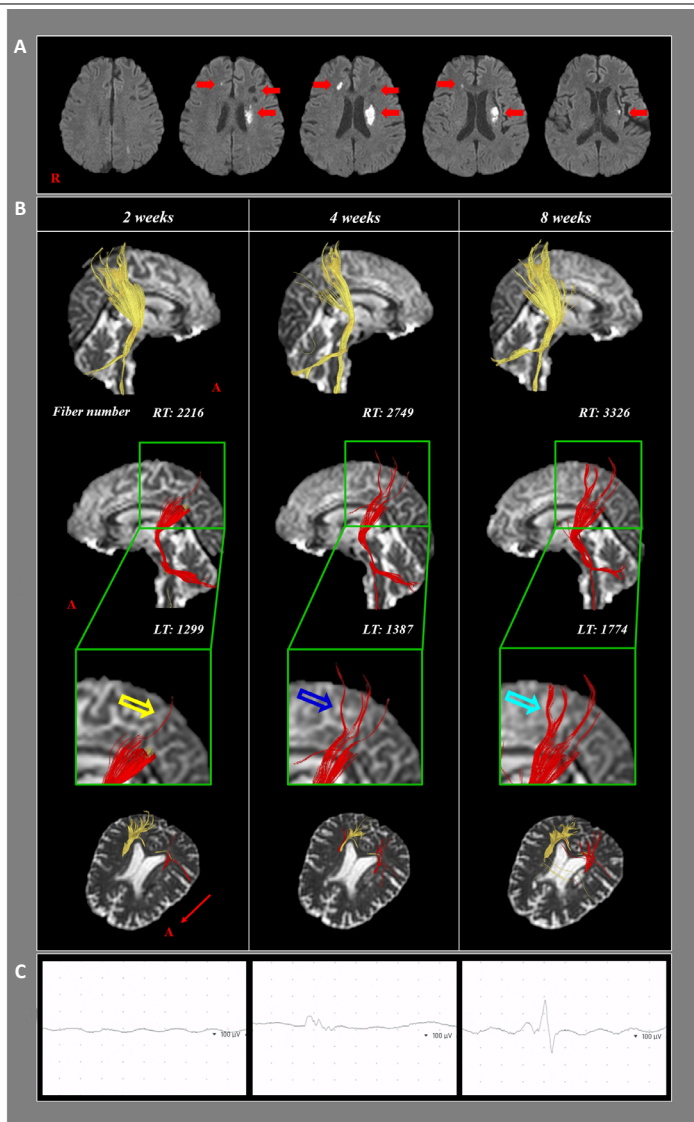 A
R
B
2 weeks 4 weeks 8 weeks
A
Fiber number RT: 2216 RT: 2749 RT: 3326
A
LT: 1299 LT: 1387 LT: 1774
A
C
100 µV 100 µV 100 µV